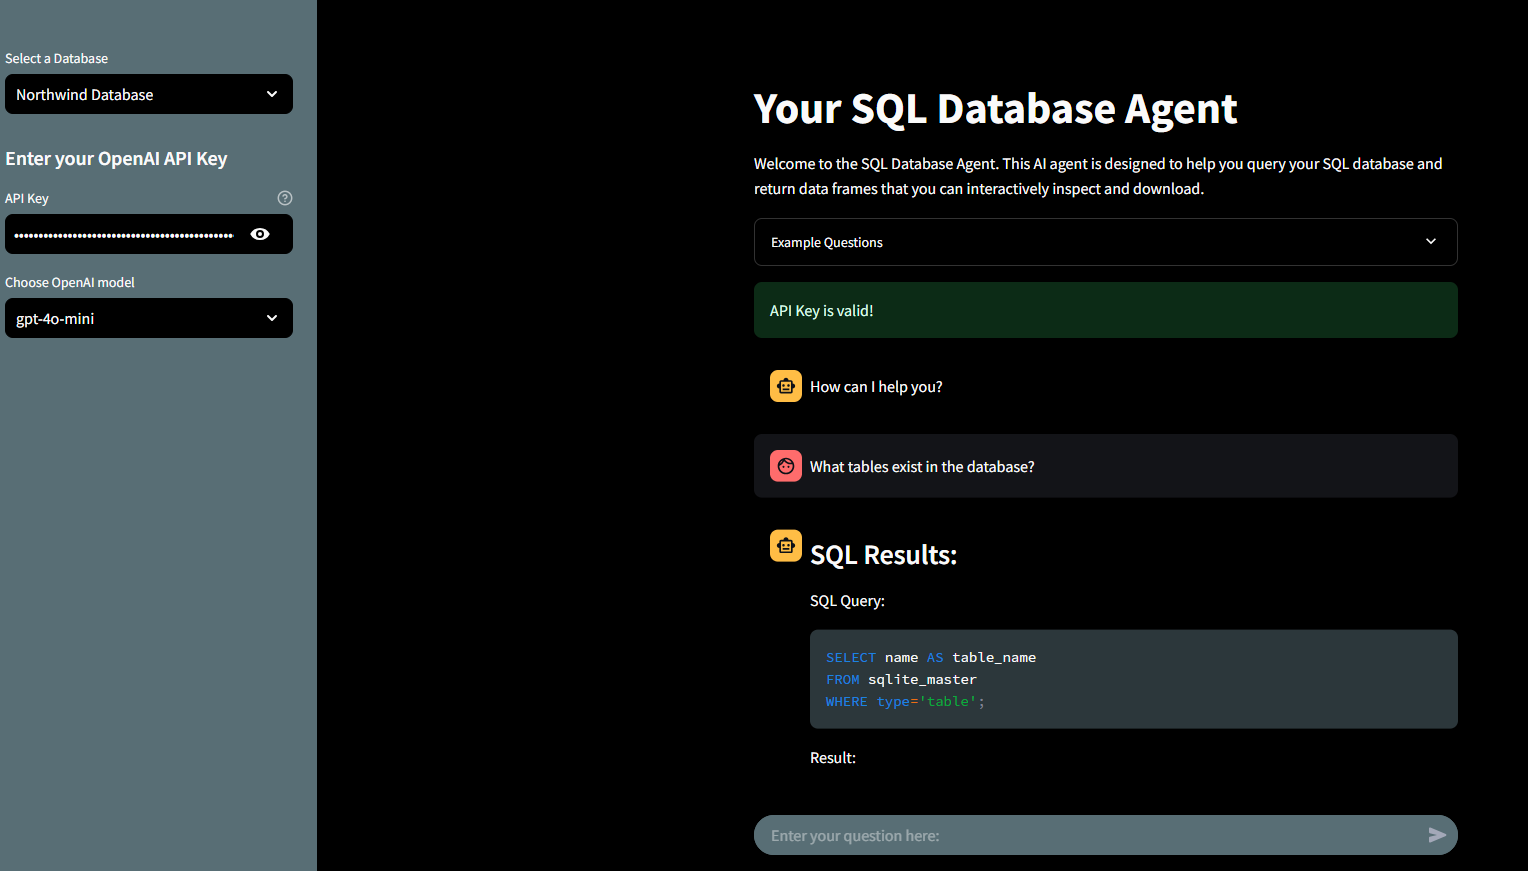 Select a Database
Northwind Database
Enter your OpenAI API Key
API Key
Choose OpenAI model
gpt-4o-mini
Your SQL Database Agent
Welcome to the SQL Database Agent. This AI agent is designed to help you query your SQL database and
return data frames that you can interactively inspect and download.
Example Questions
API Key is valid!
How can I help you?
What tables exist in the database?
SQL Results:
SQL Query:
SELECT name AS table_name
FROM sqlite_master
WHERE type='table';
Result:
Enter your question here: